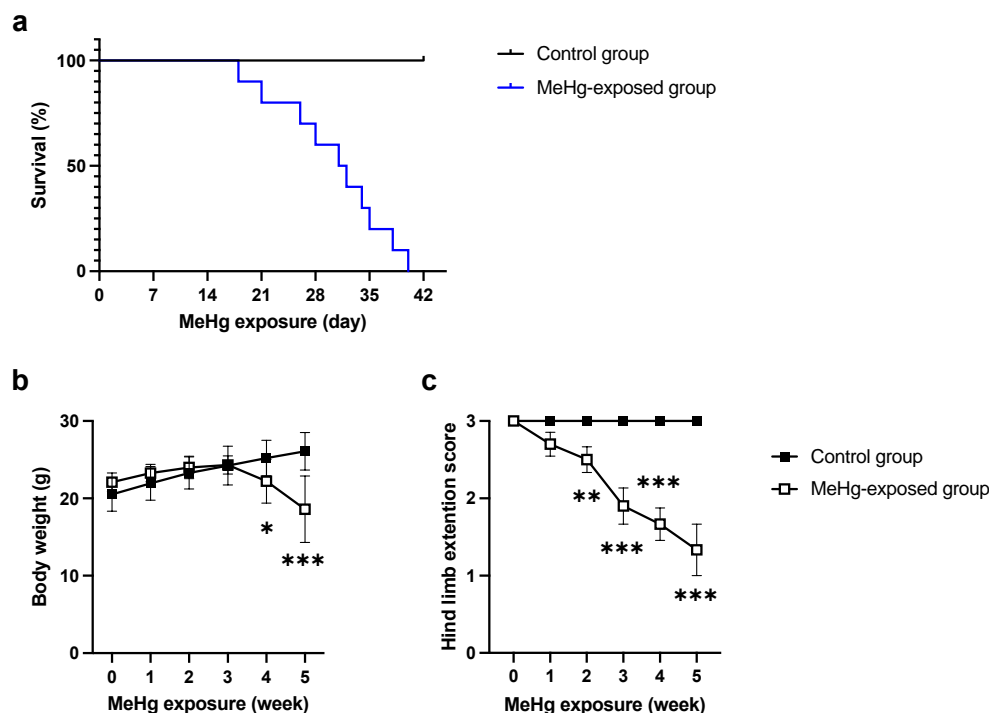 a
Control group
MeHg-exposed group
Survival (%)
100
50
0
0 7 14 21 28 35 42
MeHg exposure (day)
b
Body weight (g)
30
20
10
0
*
***
0 1 2 3 4 5
MeHg exposure (week)
c
Hind limb extention score
3
2
1
0
**
***
***
***
0 1 2 3 4 5
MeHg exposure (week)
Control group
MeHg-exposed group